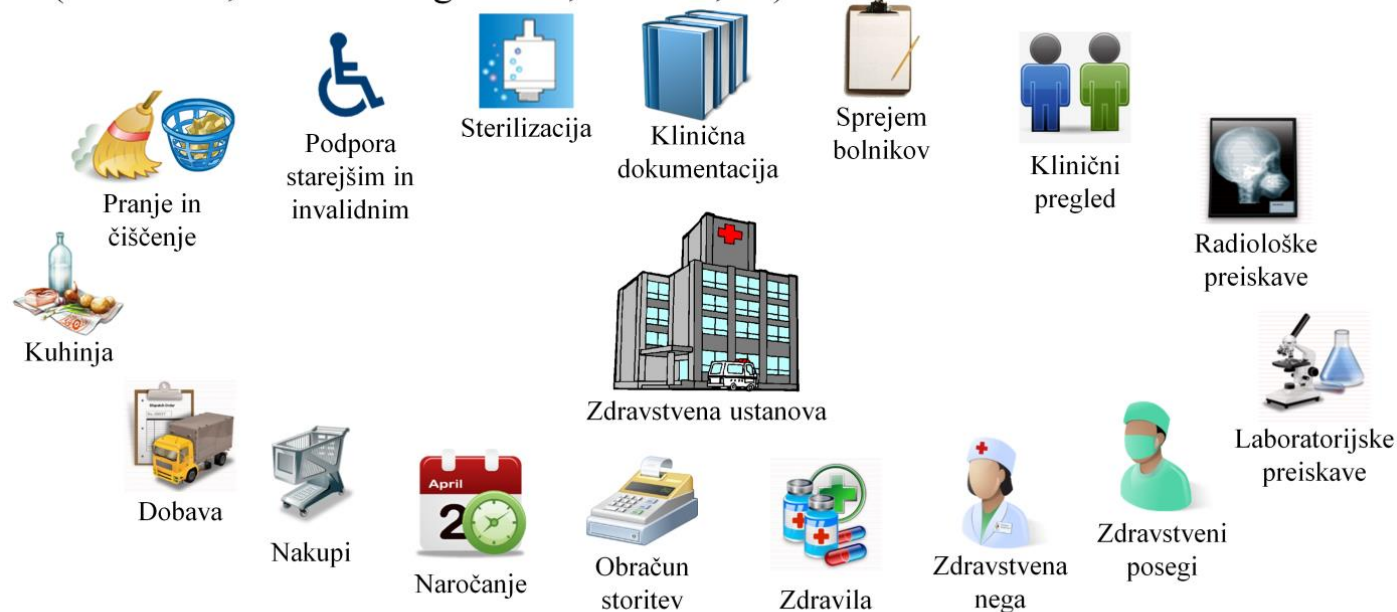 Sterilizacija
Klinična
dokumentacija
Sprejem
bolnikov
Klinični
pregled
Podpora
starejšim in
invalidnim
Pranje in
čiščenje
Radiološke
preiskave
Kuhinja
Zdravstvena ustanova
Laboratorijske
preiskave
Dobava
Nakupi
April
2
Naročanje
Obračun
storitev
Zdravila
Zdravstvena
nega
Zdravstveni
posegi